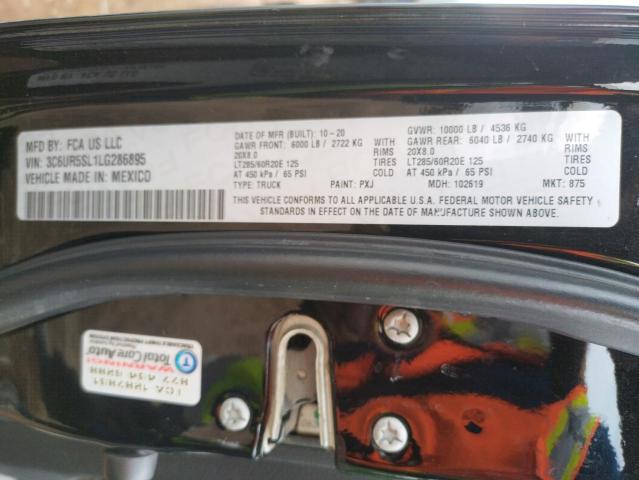 MFD BY: FCA US LLC
VIN: 3C6UR5SL1LG286895
VEHICLE MADE IN: MEXICO
DATE OF MFR (BUILT): 10-20
GVWR: 10000 LB / 4536 KG
GAWR FRONT: 6000 LB / 2722 KG
GAWR REAR: 6040 LB / 2740 KG
20X8.0
20X8.0
LT285/60R20E 125
TIRES
LT285/60R20E 125
TIRES
AT 450 kPa / 65 PSI
COLD
AT 450 kPa / 65 PSI
COLD
TYPE: TRUCK
PAINT: PXJ
MDH: 102619
MKT: 875
THIS VEHICLE CONFORMS TO ALL APPLICABLE U.S.A. FEDERAL MOTOR VEHICLE SAFETY
STANDARDS IN EFFECT ON THE DATE OF MANUFACTURE SHOWN ABOVE.
Total Care Auto
WARNING!
877